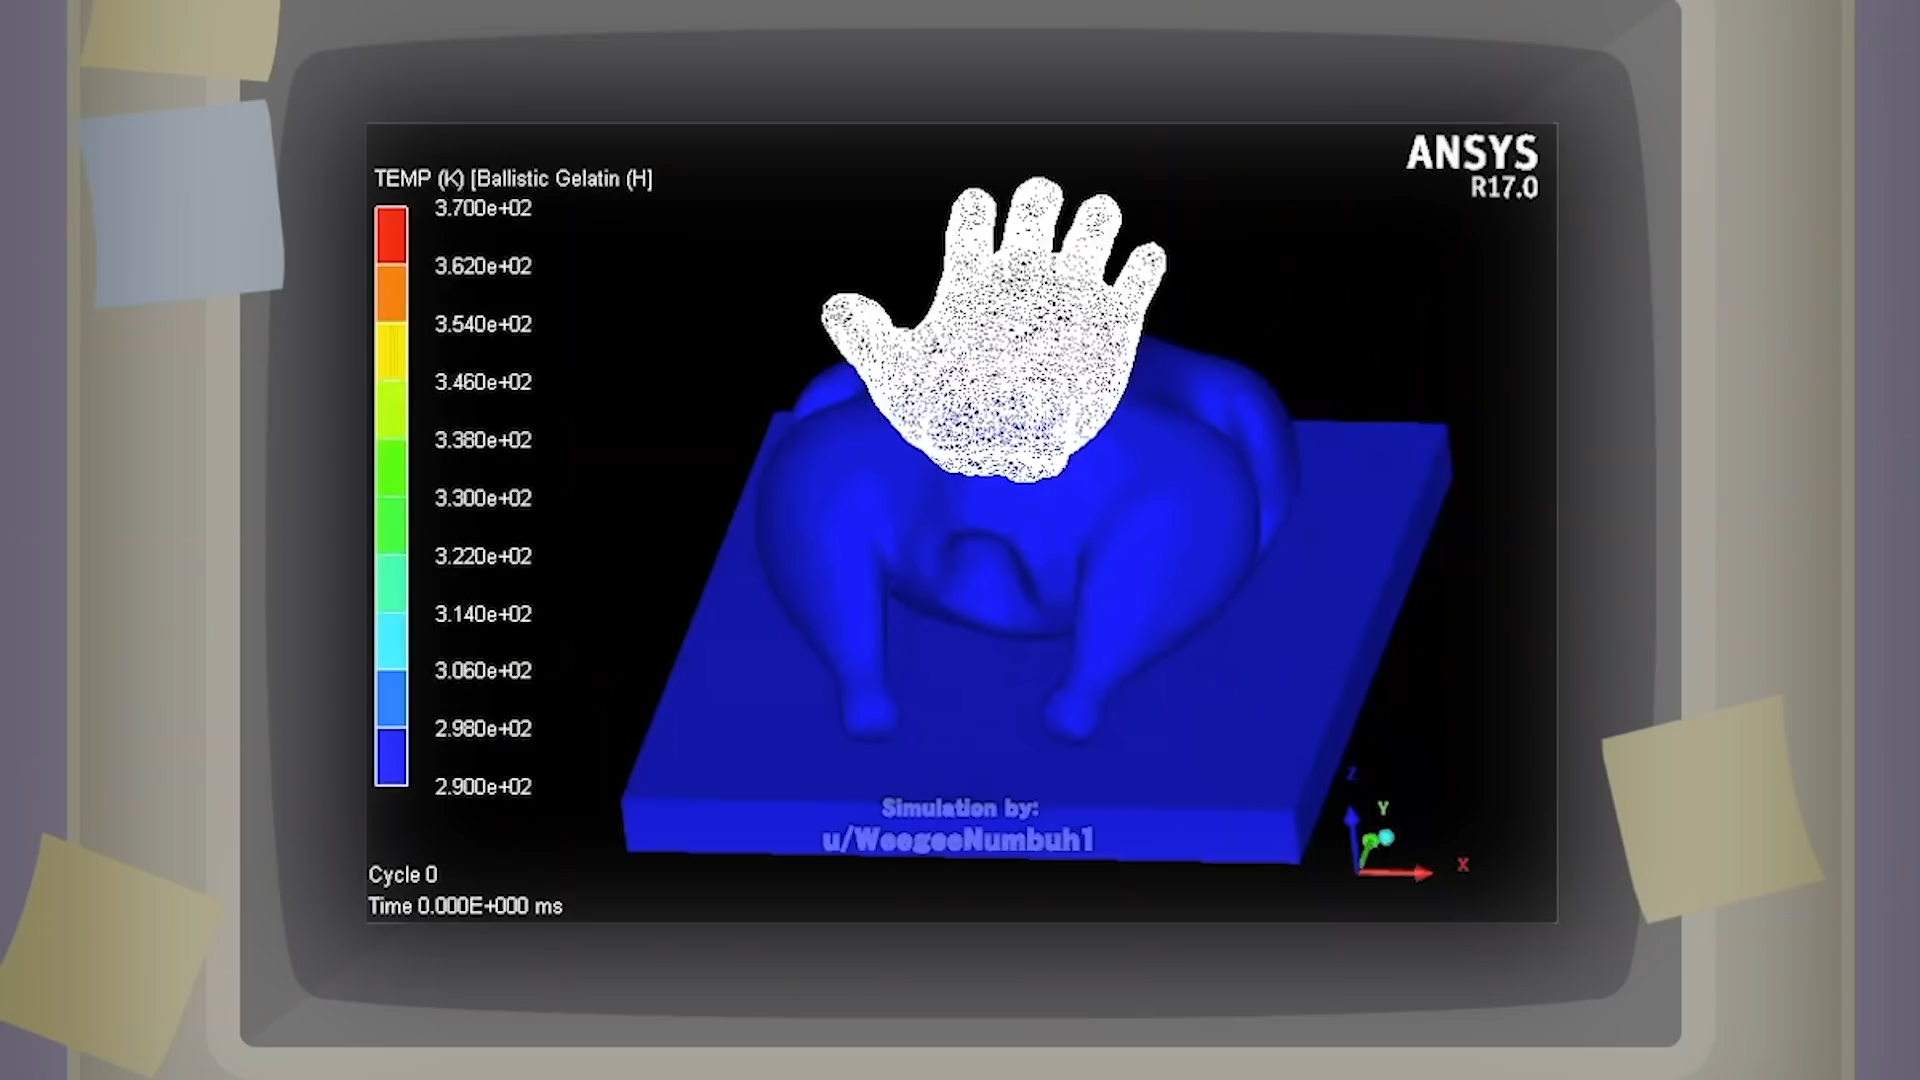 ANSYS
R17.0
TEMP (K) [Ballistic Gelatin (H]
3.700e+02
3.620e+02
3.540e+02
3.460e+02
3.380e+02
3.300e+02
3.220e+02
3.140e+02
3.060e+02
2.980e+02
2.900e+02
Simulation by:
u/WeegeeNumbuh1
Z
Y
X
Cycle 0
Time 0.000E+000 ms